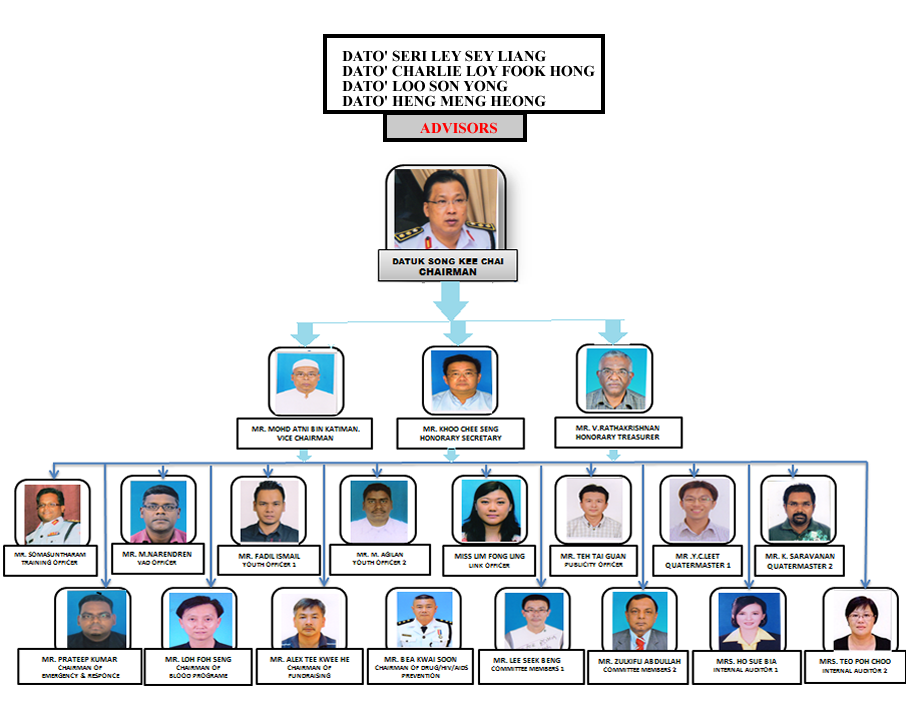 DATO' SERI LEY SEY LIANG
DATO' CHARLIE LOY FOOK HONG
DATO' LOO SON YONG
DATO' HENG MENG HEONG
ADVISORS
DATUK SONG KEE CHAI
CHAIRMAN
MR. MOHD ATNI BIN KATIMAN.
VICE CHAIRMAN
MR. KHOO CHEE SENG
HONORARY SECRETARY
MR. V.RATHAKRISHNAN
HONORARY TREASURER
MR. SOMASUNTHARAM
TRAINING OFFICER
MR. M.NARENDREN
VAD OFFICER
MR. FADIL ISMAIL
YOUTH OFFICER 1
MR. M. AGILAN
YOUTH OFFICER 2
MISS LIM FONG LING
LINK OFFICER
MR. TEH TAI GUAN
PUBLICITY OFFICER
MR .Y.C.LEET
QUATERMASTER 1
MR. K. SARAVANAN
QUATERMASTER 2
MR. PRATEEP KUMAR
CHAIRMAN OF
EMERGENCY & RESPONCE
MR. LOH FOH SENG
CHAIRMAN OF
BLOOD PROGRAME
MR. ALEX TEE KWEE HE
CHAIRMAN OF
FUNDRAISING
MR. BEA KWAI SOON
CHAIRMAN OF DRUG/HIV/AIDS
PREVENTION
MR. LEE SEEK BENG
COMMITTEE MEMBERS 1
MR. ZULKIFLI ABDULLAH
COMMITTEE MEMBERS 2
MRS. HO SUE BIA
INTERNAL AUDITOR 1
MRS. TEO POH CHOO
INTERNAL AUDITOR 2